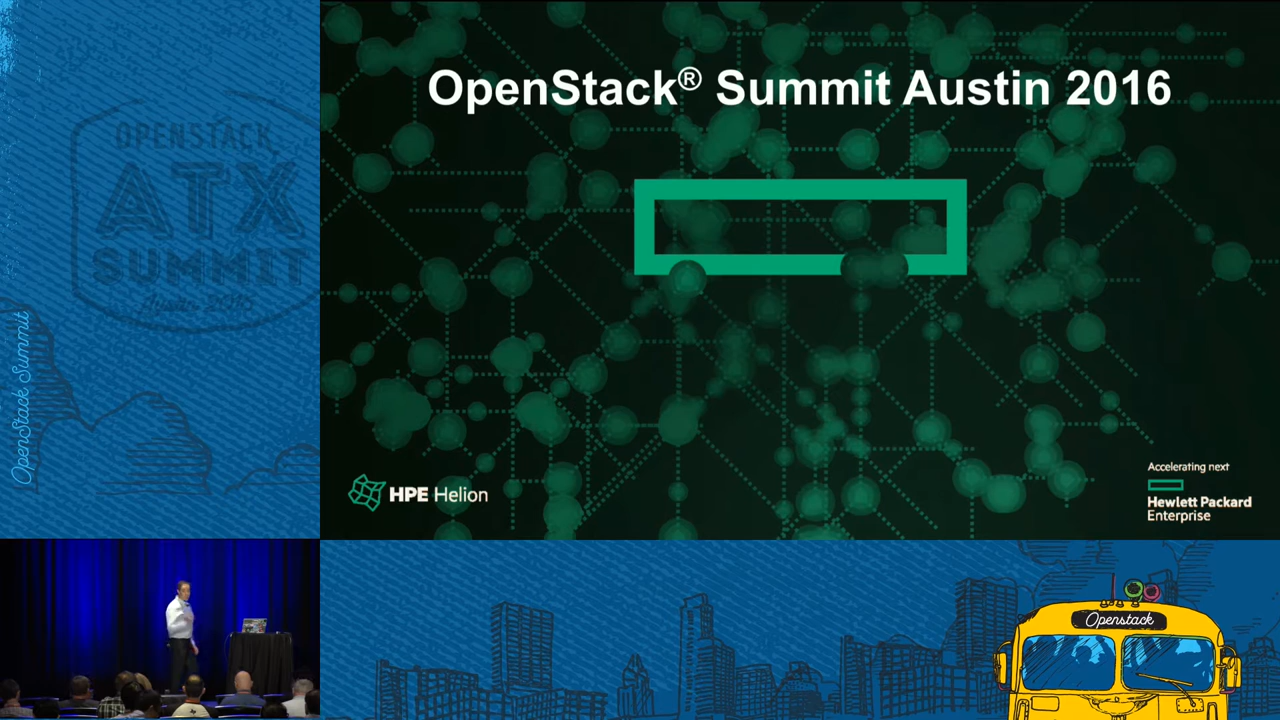 OpenStack® Summit Austin 2016
OPENSTACK
ATX
SUMMIT
Austin 2016
OpenStack Summit
HPE Helion
Accelerating next
Hewlett Packard
Enterprise
Openstack